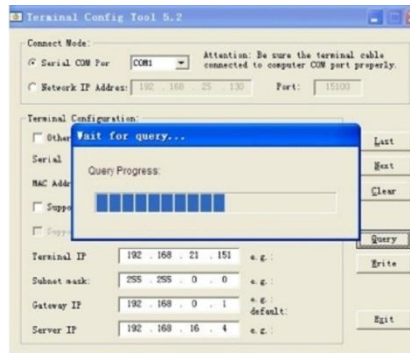 Terminal Config Tool 5.2
Connect Mode:
Serial COM Por
COM1
Attention: Be sure the terminal cable
connected to computer COM port properly.
Network IP Addres:
192 . 168 . 25 . 130
Port:
15100
Terminal Configuration:
Other
Wait for query...
Query Progress:
Serial
MAC Addr
Suppo
Suppo
Last
Next
Clear
Query
Write
Exit
Terminal IP
192 . 168 . 21 . 151
e.g.:
Subnet mask:
255 . 255 . 0 . 0
e.g.:
Gateway IP
192 . 168 . 0 . 1
e.g.:
default:
Server IP
192 . 168 . 16 . 4
e.g.: